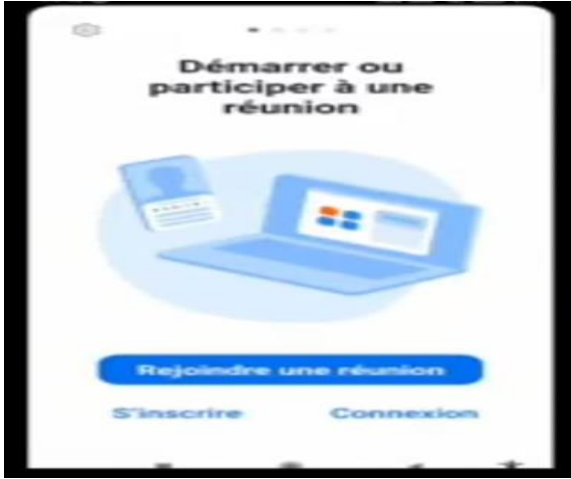 Démarrer ou
participer à une
réunion
Rejoindre une réunion
S'inscrire
Connexion